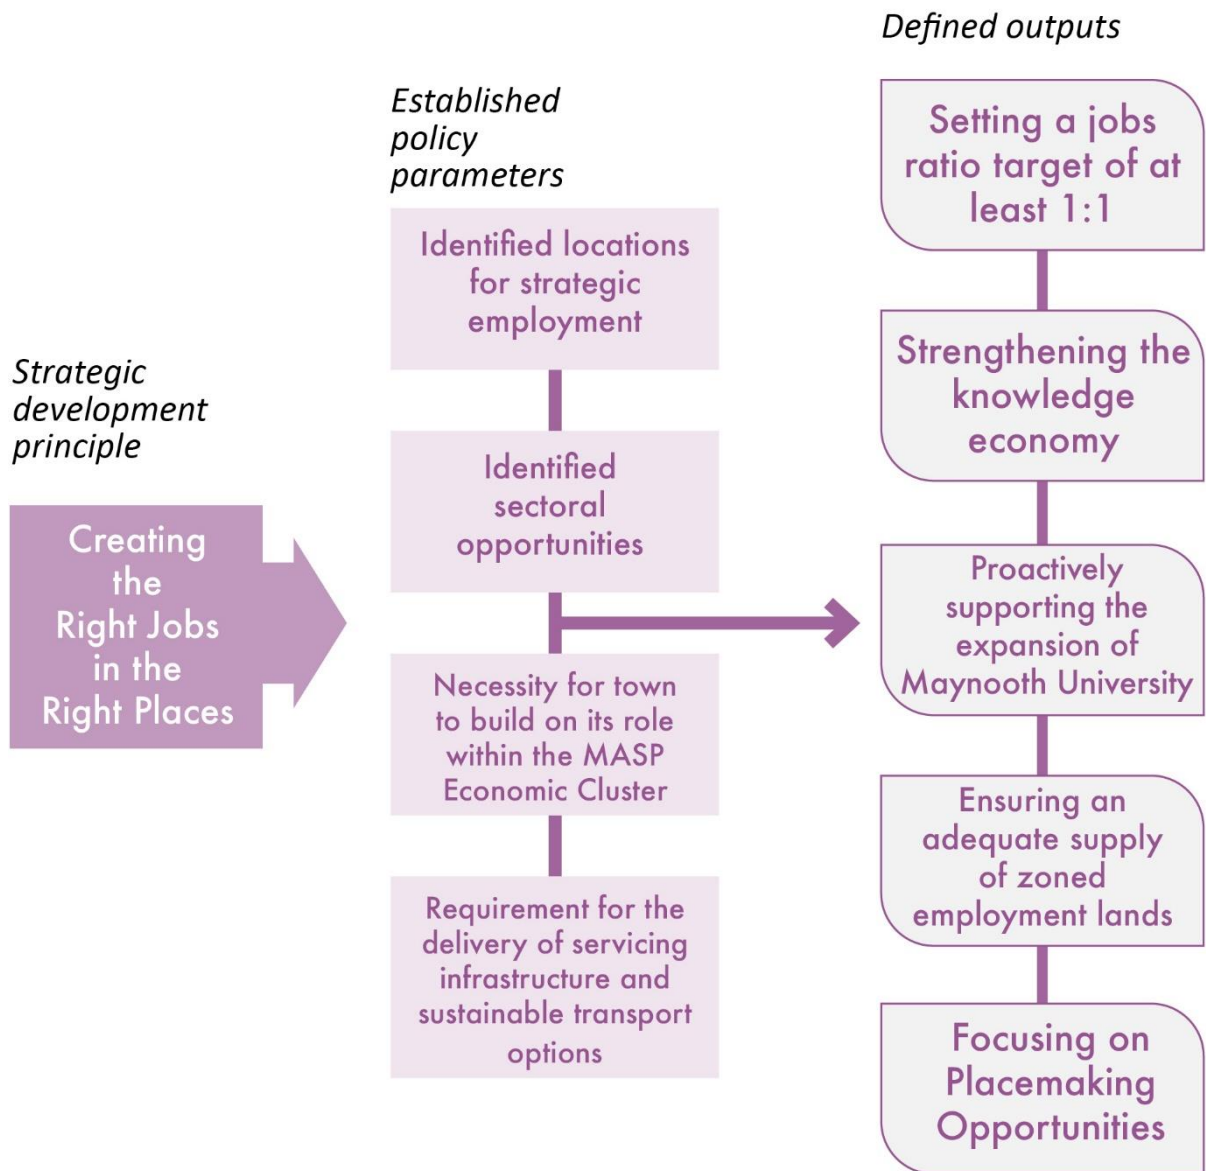 Strategic
development
principle
Creating
the
Right Jobs
in the
Right Places
Established
policy
parameters
Identified locations
for strategic
employment
Identified
sectoral
opportunities
Necessity for town
to build on its role
within the MASP
Economic Cluster
Requirement for the
delivery of servicing
infrastructure and
sustainable transport
options
Defined outputs
Setting a jobs
ratio target of at
least 1:1
Strengthening the
knowledge
economy
Proactively
supporting the
expansion of
Maynooth University
Ensuring an
adequate supply
of zoned
employment lands
Focusing on
Placemaking
Opportunities